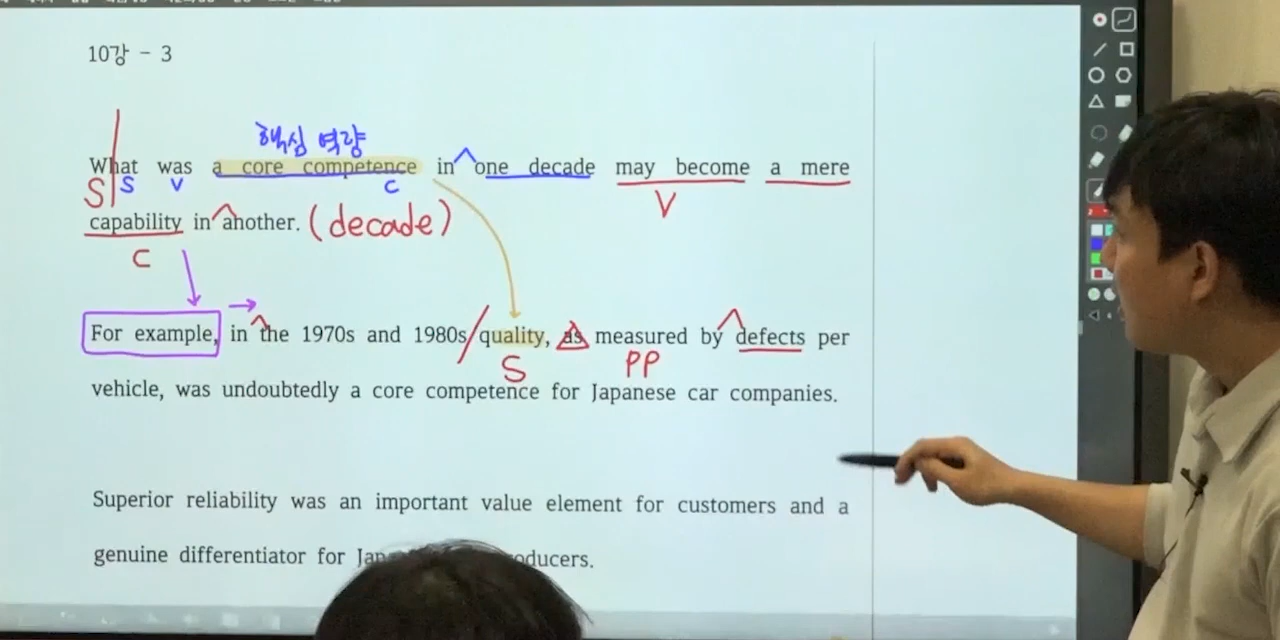 10강 - 3
핵심 역량
What was a core competence in one decade may become a mere
S S V C V
capability in another. (decade)
C
For example, in the 1970s and 1980s/quality, as measured by defects per
S PP
vehicle, was undoubtedly a core competence for Japanese car companies.
Superior reliability was an important value element for customers and a
genuine differentiator for